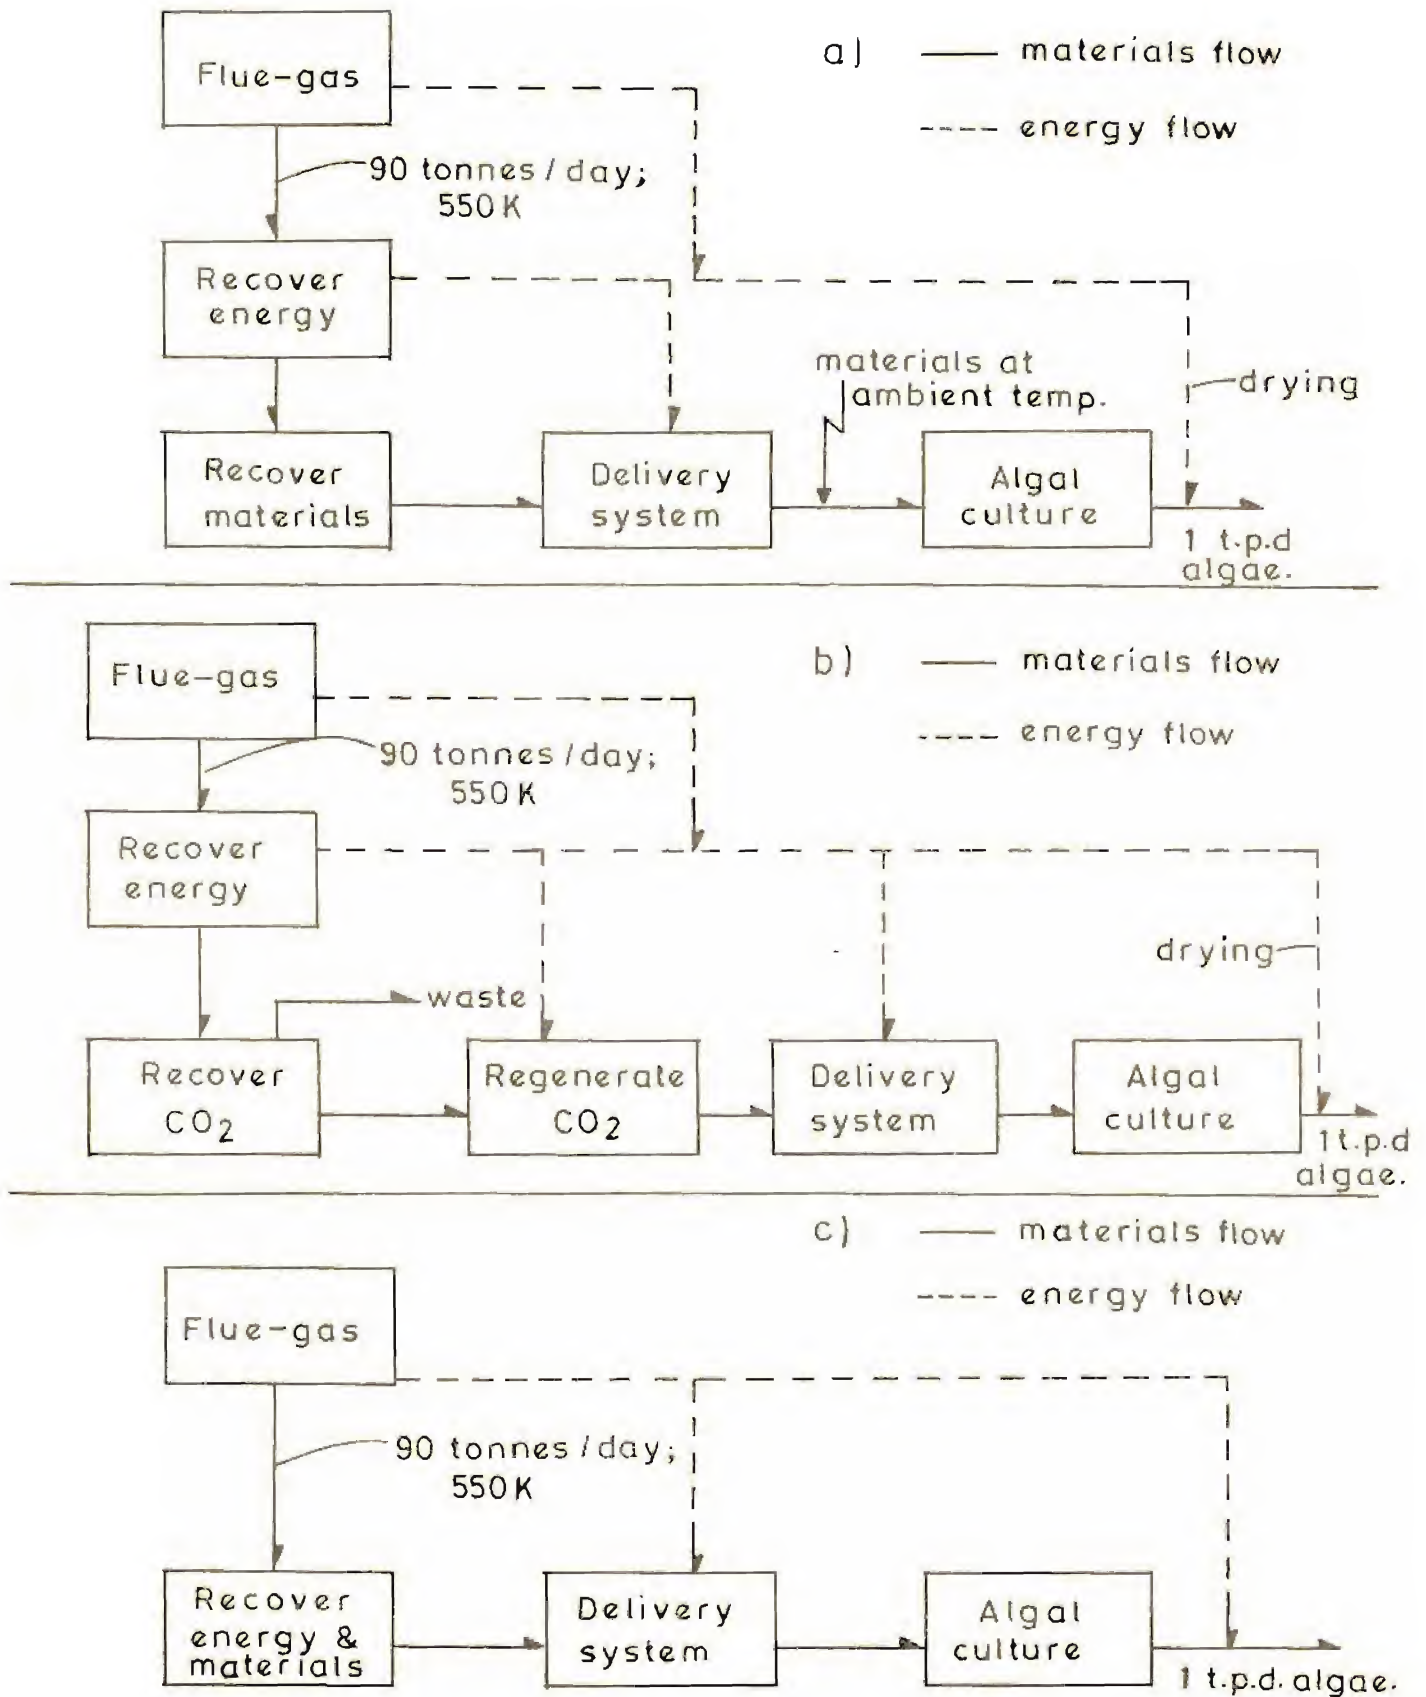 Flue-gas
a) materials flow
energy flow
90 tonnes / day;
550 K
Recover
energy
materials at
ambient temp.
drying
Recover
materials
Delivery
system
Algal
culture
1 t.p.d
algae.
Flue-gas
b) materials flow
energy flow
90 tonnes / day;
550 K
Recover
energy
drying
waste
Recover
CO2
Regenerate
CO2
Delivery
system
Algal
culture
1 t.p.d
algae.
c) materials flow
energy flow
Flue-gas
90 tonnes / day;
550 K
Recover
energy &
materials
Delivery
system
Algal
culture
1 t.p.d. algae.